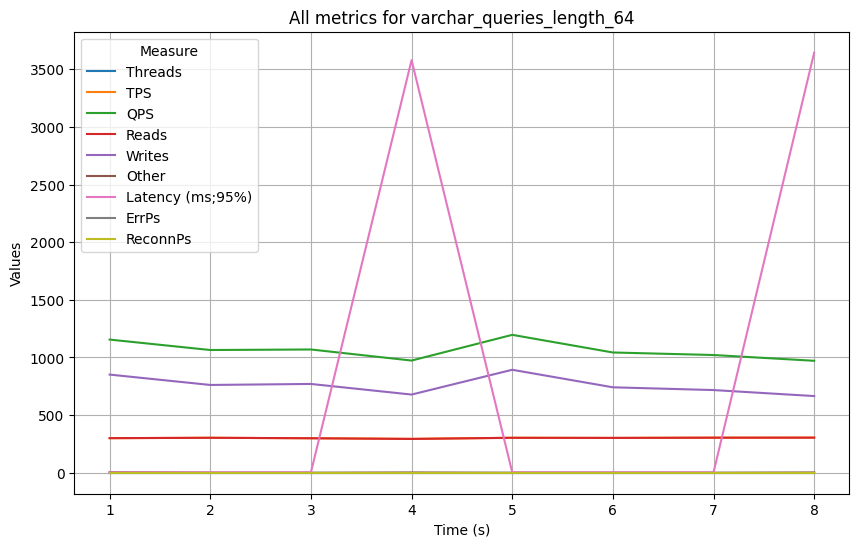 All metrics for varchar_queries_length_64
Measure
Threads
TPS
QPS
Reads
Writes
Other
Latency (ms;95%)
ErrPs
ReconnPs
Values
3500
3000
2500
2000
1500
1000
500
0
1 2 3 4 5 6 7 8
Time (s)